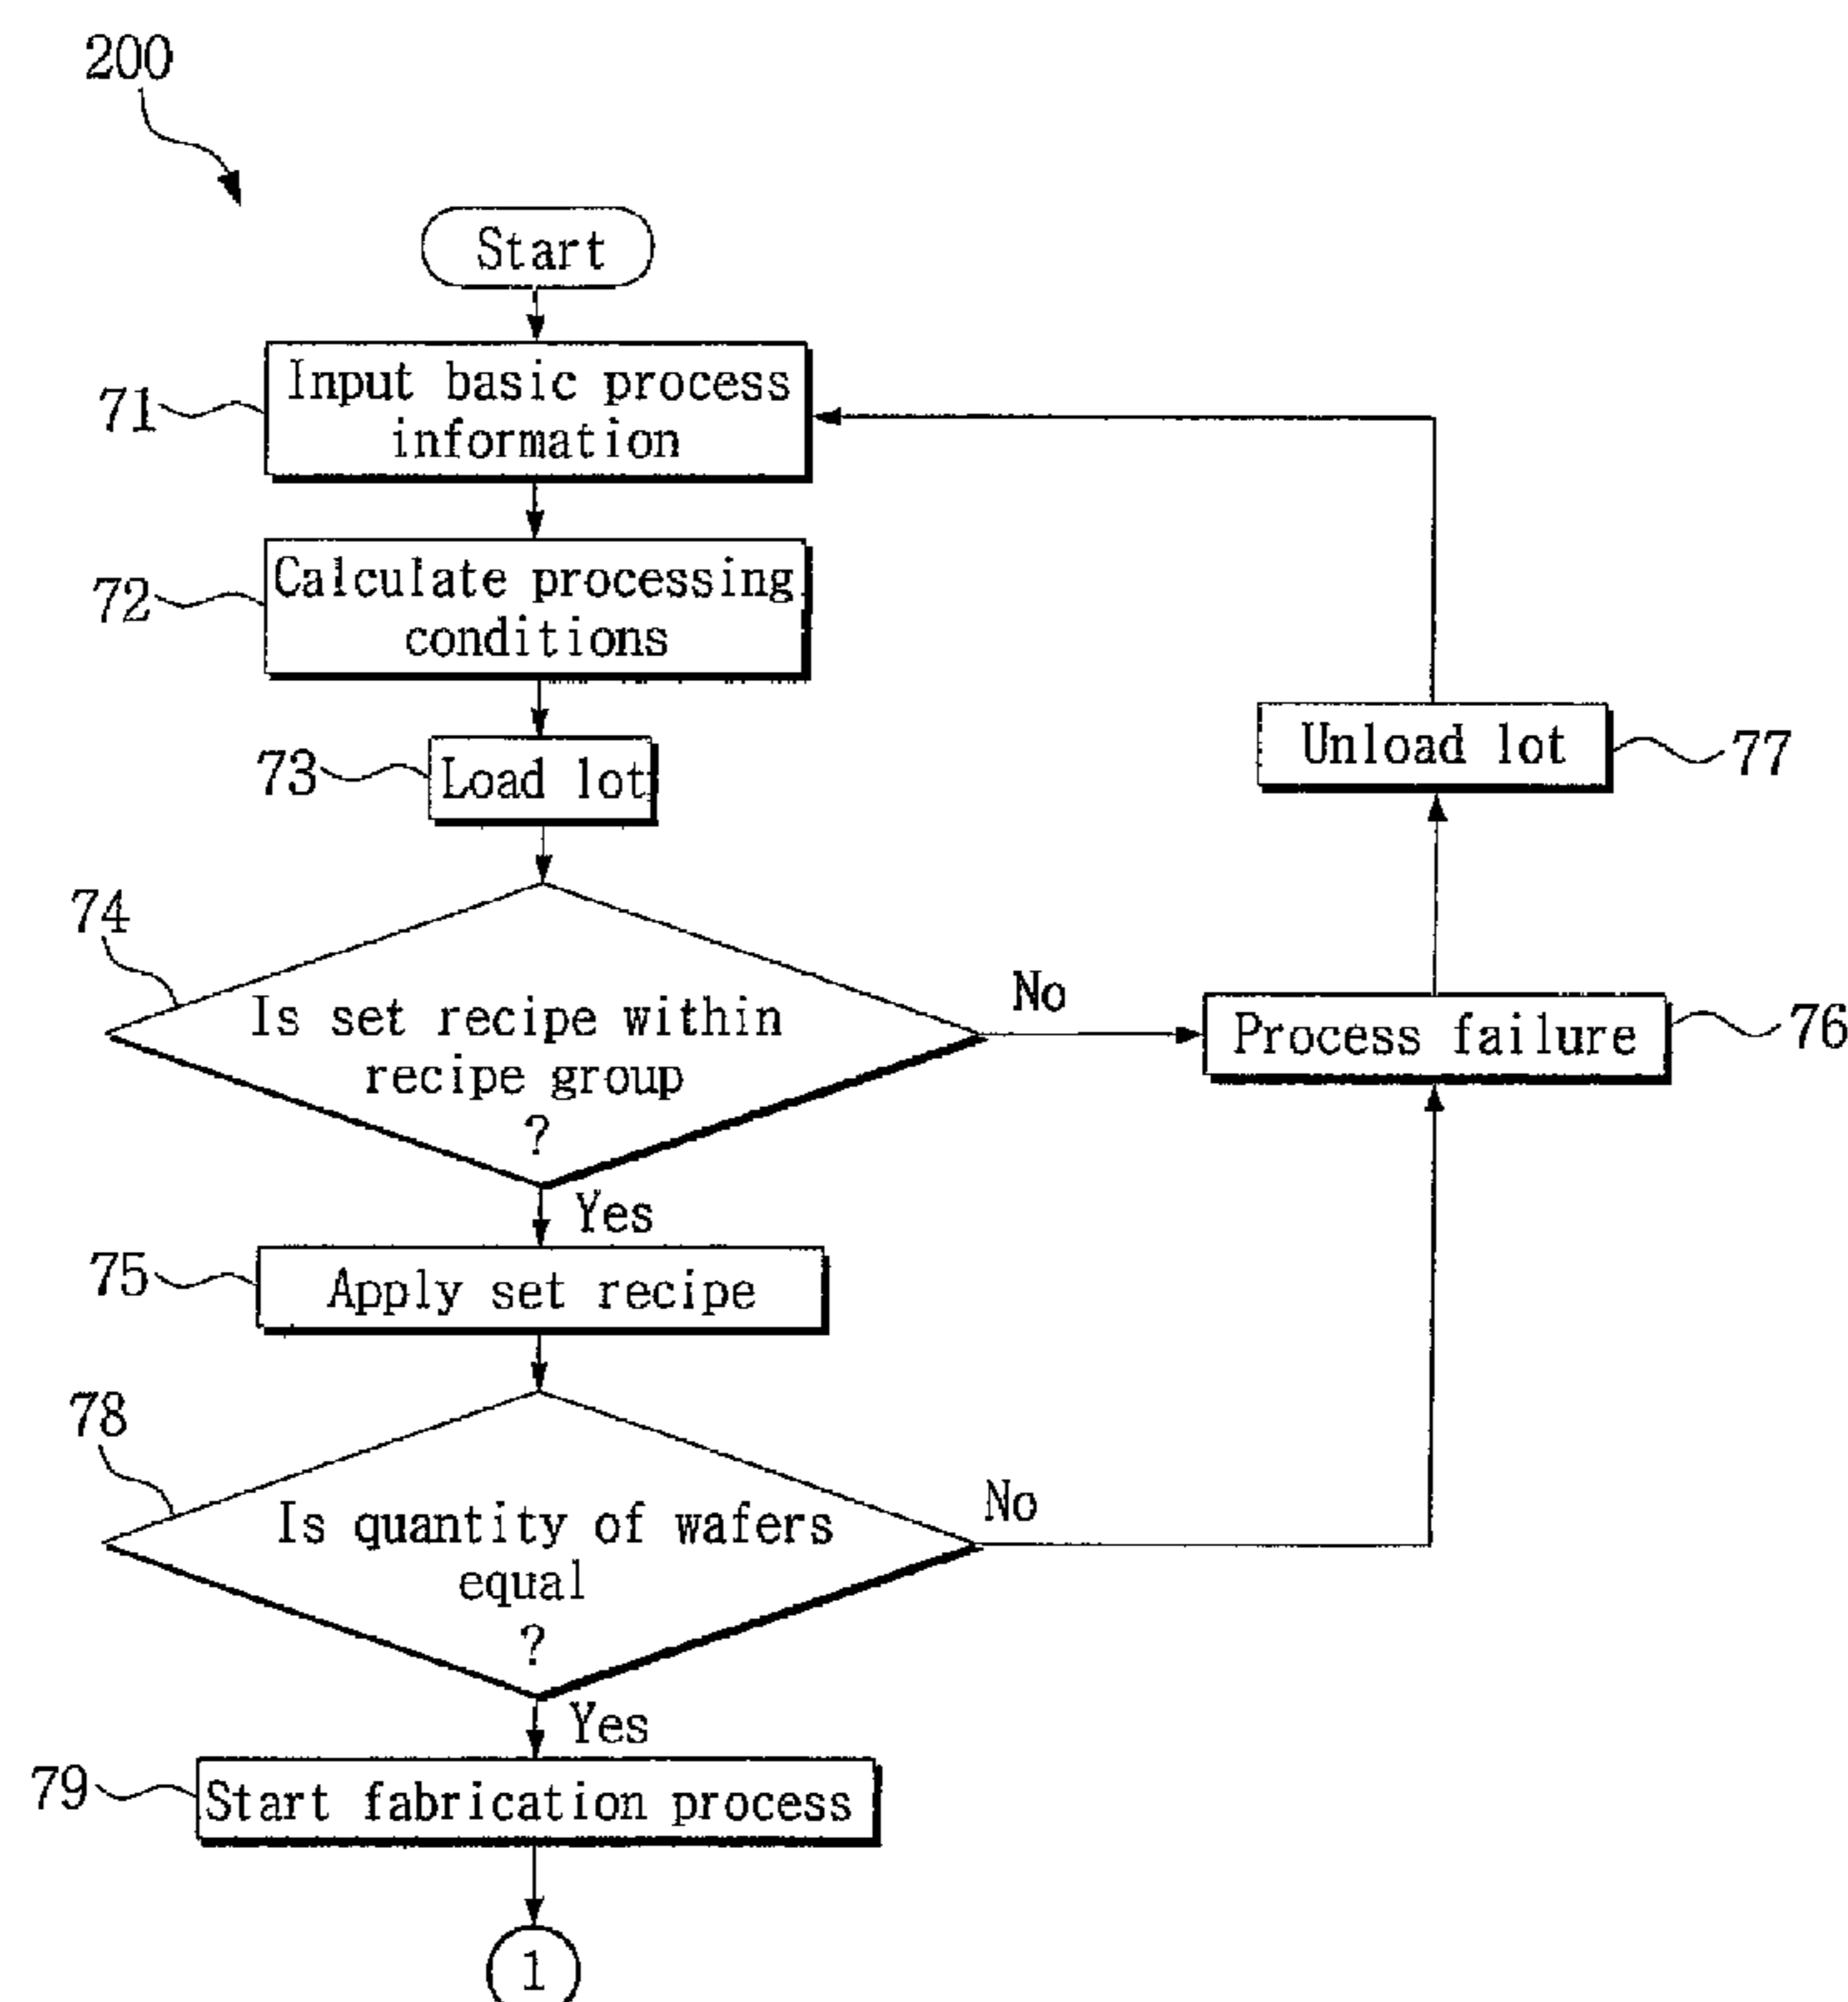 200
Start
71
Input basic process
information
72
Calculate processing
conditions
73
Load lot
Unload lot
77
74
Is set recipe within
recipe group
?
No
Process failure
76
Yes
75
Apply set recipe
78
Is quantity of wafers
equal
?
No
Yes
79
Start fabrication process
1